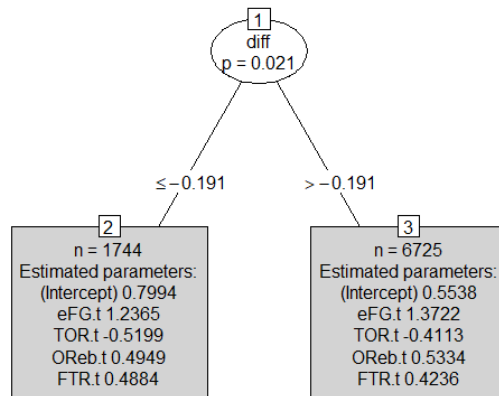 1
diff
p = 0.021
≤ −0.191
> −0.191
2
n = 1744
Estimated parameters:
(Intercept) 0.7994
eFG.t 1.2365
TOR.t -0.5199
OReb.t 0.4949
FTR.t 0.4884
3
n = 6725
Estimated parameters:
(Intercept) 0.5538
eFG.t 1.3722
TOR.t -0.4113
OReb.t 0.5334
FTR.t 0.4236